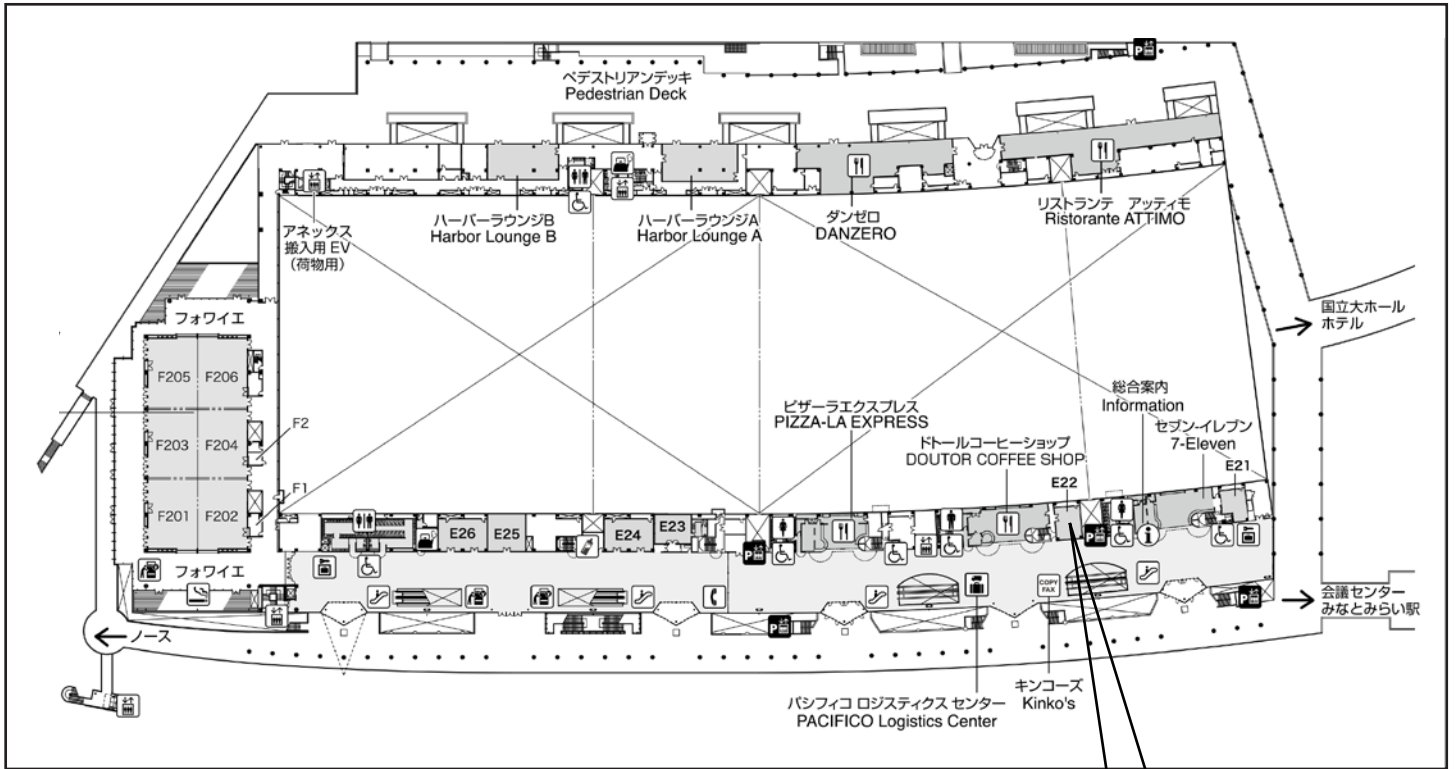 ペデストリアンデッキ
Pedestrian Deck
P
アネックス
搬入用 EV
（荷物用）
ハーバーラウンジB
Harbor Lounge B
ハーバーラウンジA
Harbor Lounge A
ダンゼロ
DANZERO
リストランテ アッティモ
Ristorante ATTIMO
国立大ホール
ホテル
フォワイエ
F205
F206
F203
F204
F201
F202
F2
F1
フォワイエ
総合案内
Information
セブン-イレブン
7-Eleven
ピザーラエクスプレス
PIZZA-LA EXPRESS
ドトールコーヒーショップ
DOUTOR COFFEE SHOP
E22
E21
E26
E25
E24
E23
P
P
i
COPY
FAX
P
P
会議センター
みなとみらい駅
ノース
パシフィコ ロジスティクス センター
PACIFICO Logistics Center
キンコーズ
Kinko's